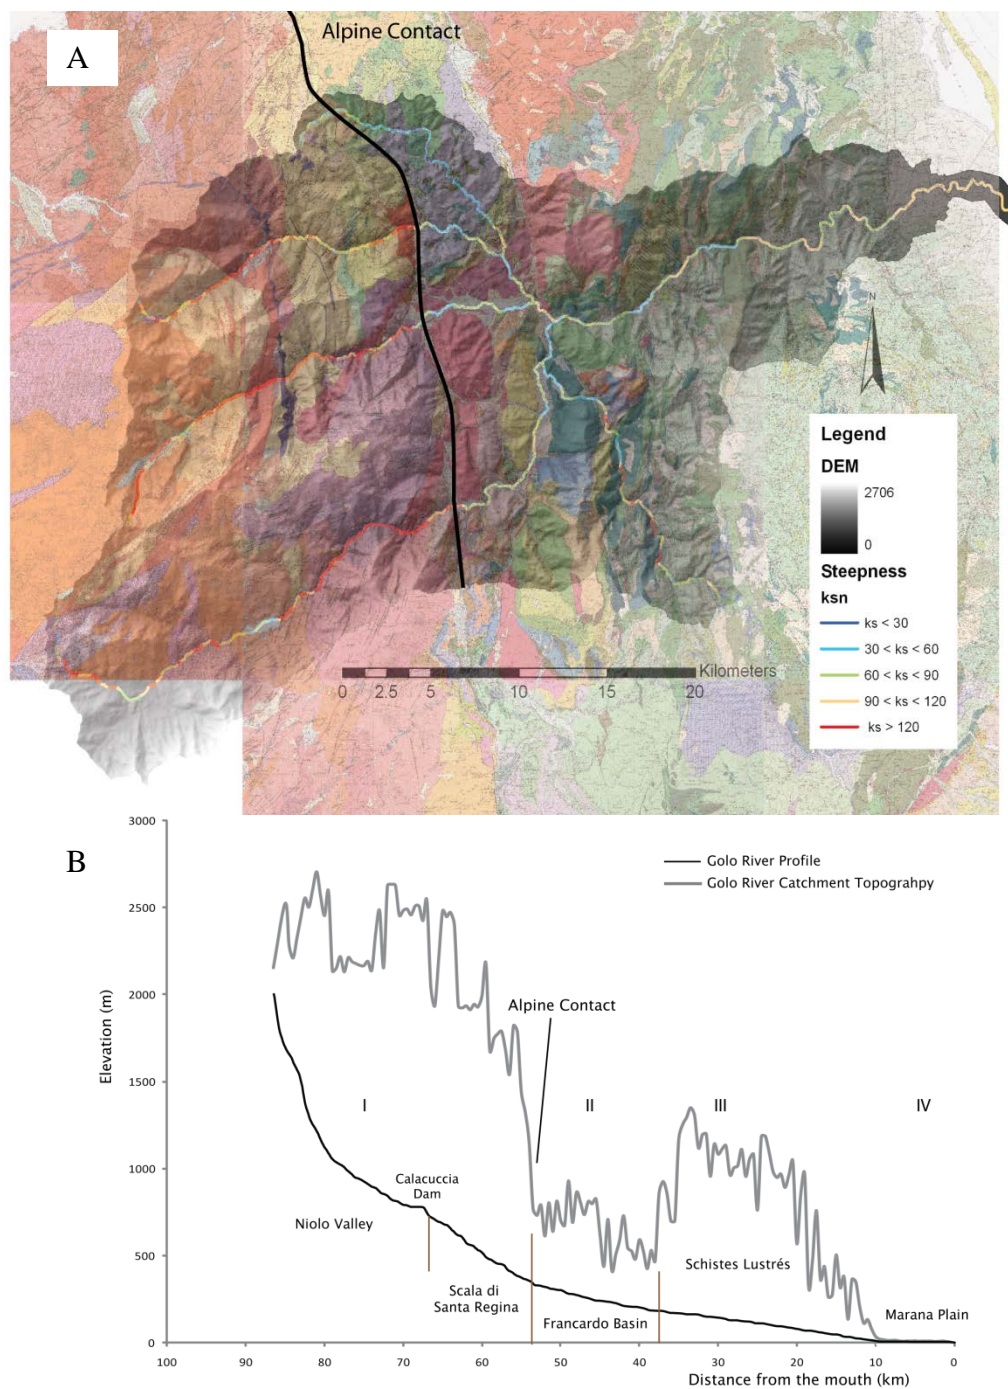 A
Alpine Contact
N
Legend
DEM
2706
0
Steepness
ksn
ks < 30
30 < ks < 60
60 < ks < 90
90 < ks < 120
ks > 120
Kilometers
0 2.5 5 10 15 20
B
3000
2500
2000
1500
1000
500
0
Elevation (m)
Golo River Profile
Golo River Catchment Topograhpy
Alpine Contact
I II III IV
Calacuccia
Dam
Niolo Valley
Scala di
Santa Regina
Francardo Basin
Schistes Lustrés
Marana Plain
100 90 80 70 60 50 40 30 20 10 0
Distance from the mouth (km)